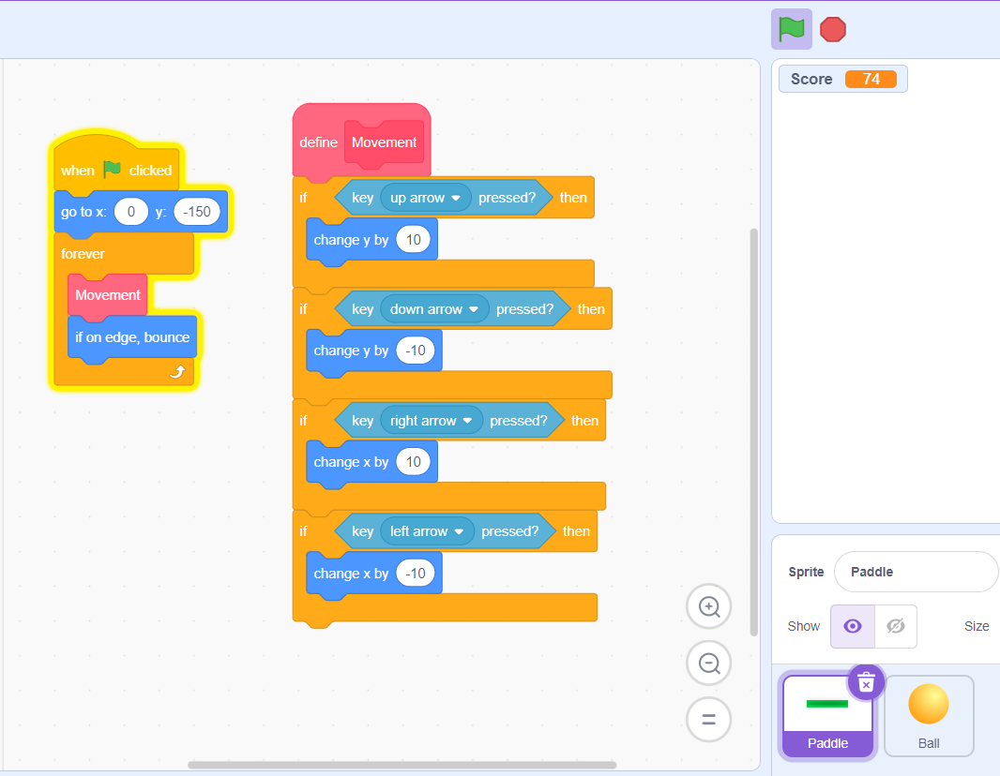 Score 74
when clicked
go to x: 0 y: -150
forever
Movement
if on edge, bounce
define Movement
if key up arrow pressed? then
change y by 10
if key down arrow pressed? then
change y by -10
if key right arrow pressed? then
change x by 10
if key left arrow pressed? then
change x by -10
Sprite Paddle
Show Size
Paddle
Ball